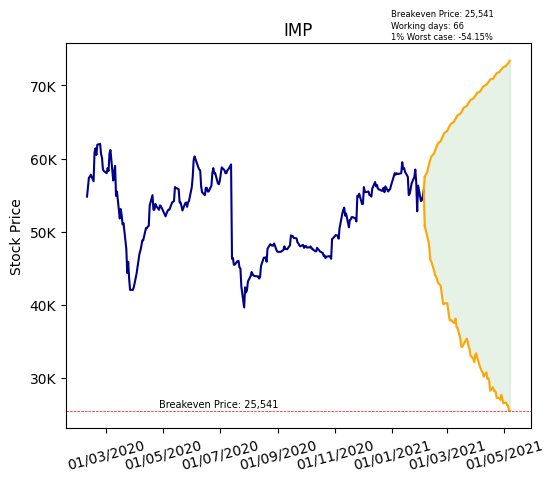 Breakeven Price: 25,541
Working days: 66
1% Worst case: -54.15%
IMP
Stock Price
70K
60K
50K
40K
30K
Breakeven Price: 25,541
01/03/2020
01/05/2020
01/07/2020
01/09/2020
01/11/2020
01/01/2021
01/03/2021
01/05/2021